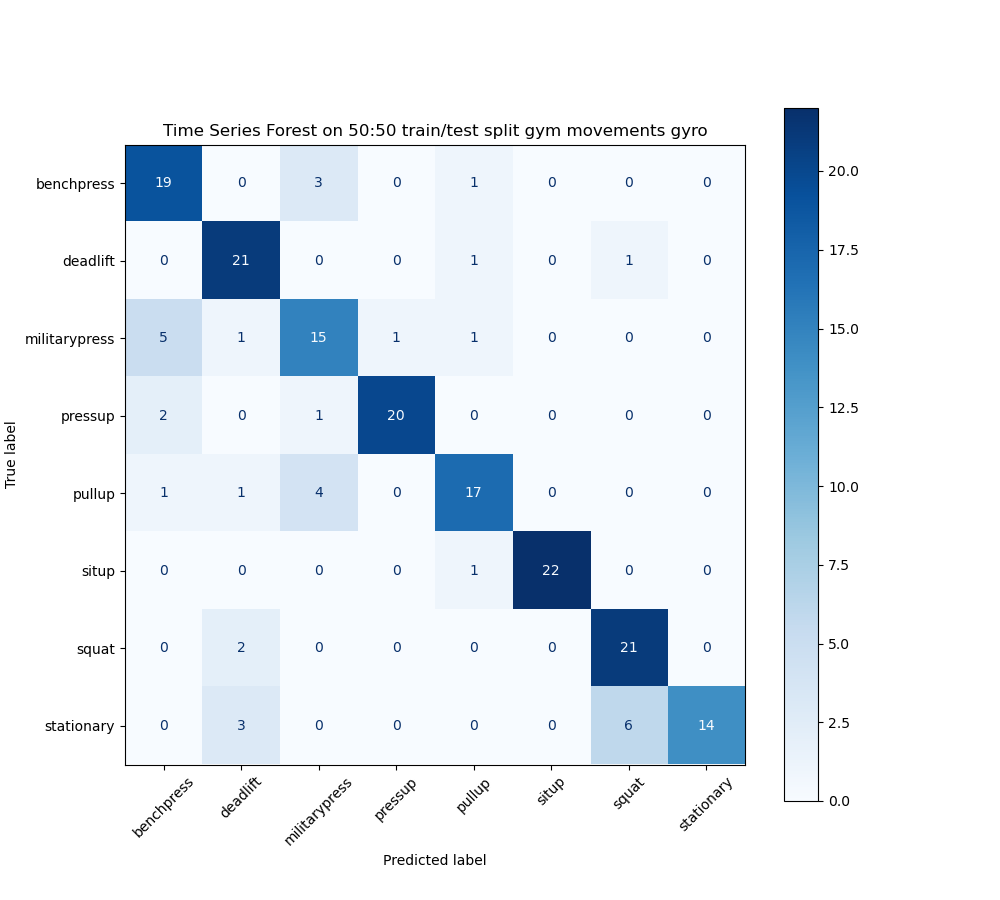 Time Series Forest on 50:50 train/test split gym movements gyro
True label
benchpress 19 0 3 0 1 0 0 0
deadlift 0 21 0 0 1 0 1 0
militarypress 5 1 15 1 1 0 0 0
pressup 2 0 1 20 0 0 0 0
pullup 1 1 4 0 17 0 0 0
situp 0 0 0 0 1 22 0 0
squat 0 2 0 0 0 0 21 0
stationary 0 3 0 0 0 0 6 14
benchpress deadlift militarypress pressup pullup situp squat stationary
Predicted label
20.0
17.5
15.0
12.5
10.0
7.5
5.0
2.5
0.0